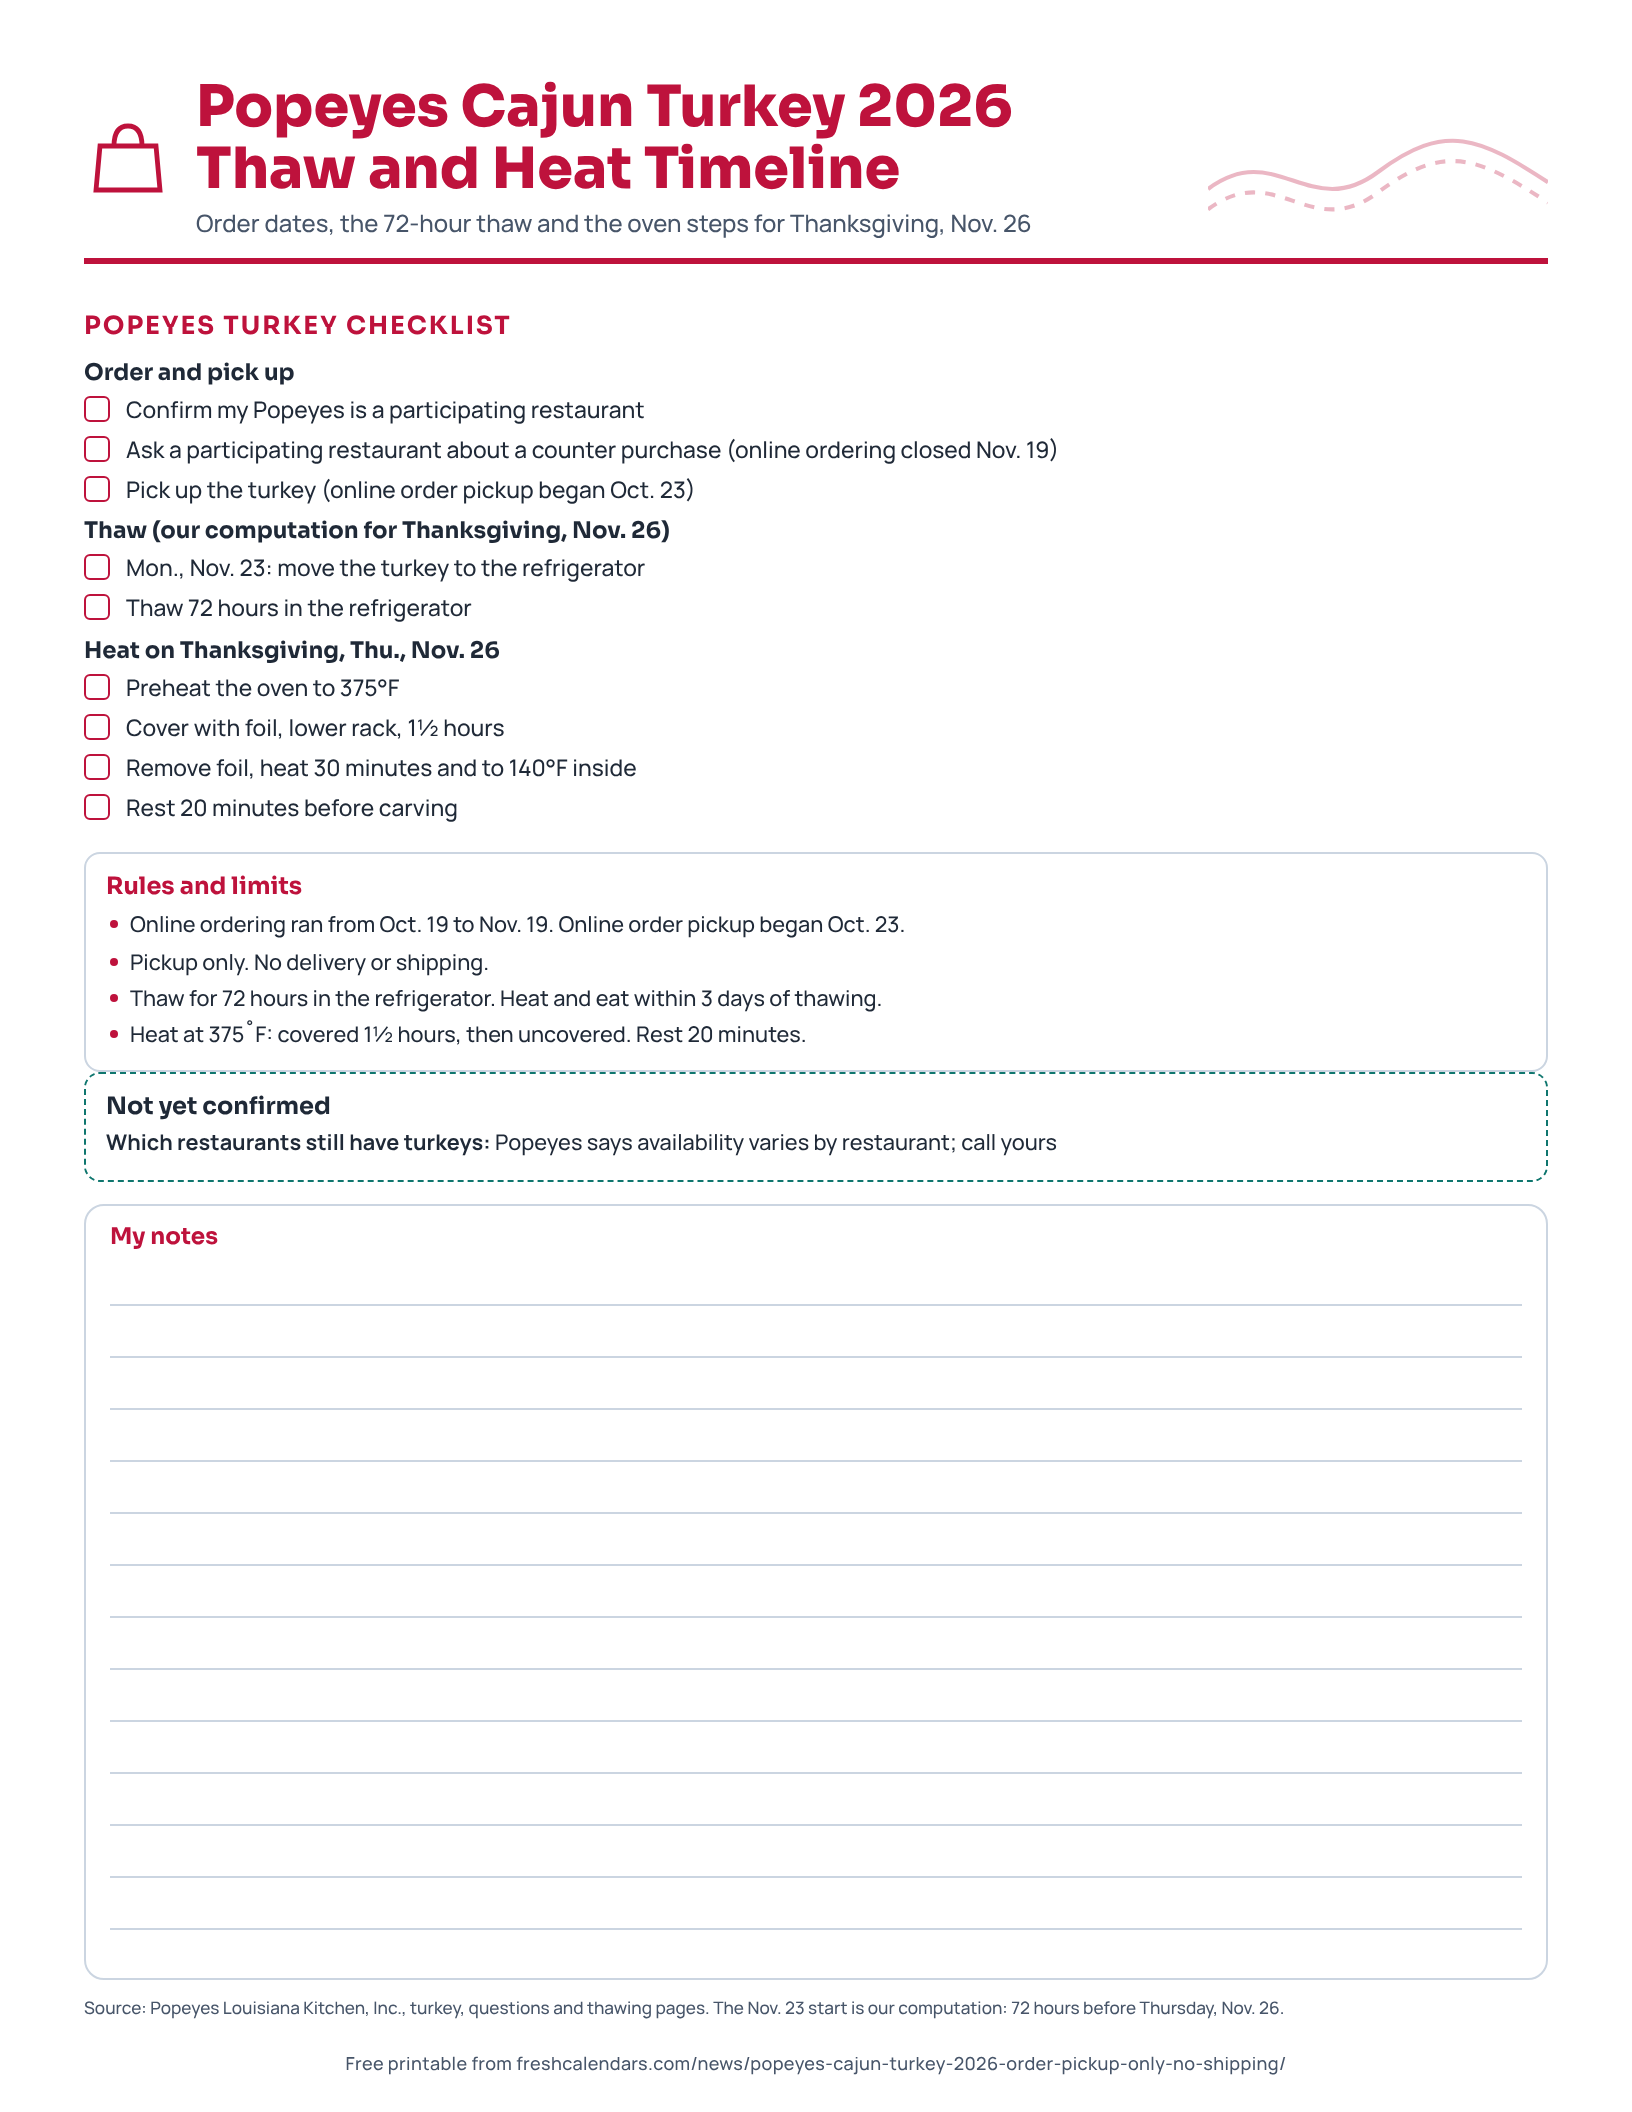 Popeyes Cajun Turkey 2026
Thaw and Heat Timeline
Order dates, the 72-hour thaw and the oven steps for Thanksgiving, Nov. 26
POPEYES TURKEY CHECKLIST
Order and pick up
Confirm my Popeyes is a participating restaurant
Ask a participating restaurant about a counter purchase (online ordering closed Nov. 19)
Pick up the turkey (online order pickup began Oct. 23)
Thaw (our computation for Thanksgiving, Nov. 26)
Mon., Nov. 23: move the turkey to the refrigerator
Thaw 72 hours in the refrigerator
Heat on Thanksgiving, Thu., Nov. 26
Preheat the oven to 375°F
Cover with foil, lower rack, 1½ hours
Remove foil, heat 30 minutes and to 140°F inside
Rest 20 minutes before carving
Rules and limits
• Online ordering ran from Oct. 19 to Nov. 19. Online order pickup began Oct. 23.
• Pickup only. No delivery or shipping.
• Thaw for 72 hours in the refrigerator. Heat and eat within 3 days of thawing.
• Heat at 375˚F: covered 1½ hours, then uncovered. Rest 20 minutes.
Not yet confirmed
Which restaurants still have turkeys: Popeyes says availability varies by restaurant; call yours
My notes
Source: Popeyes Louisiana Kitchen, Inc., turkey, questions and thawing pages. The Nov. 23 start is our computation: 72 hours before Thursday, Nov. 26.
Free printable from freshcalendars.com/news/popeyes-cajun-turkey-2026-order-pickup-only-no-shipping/